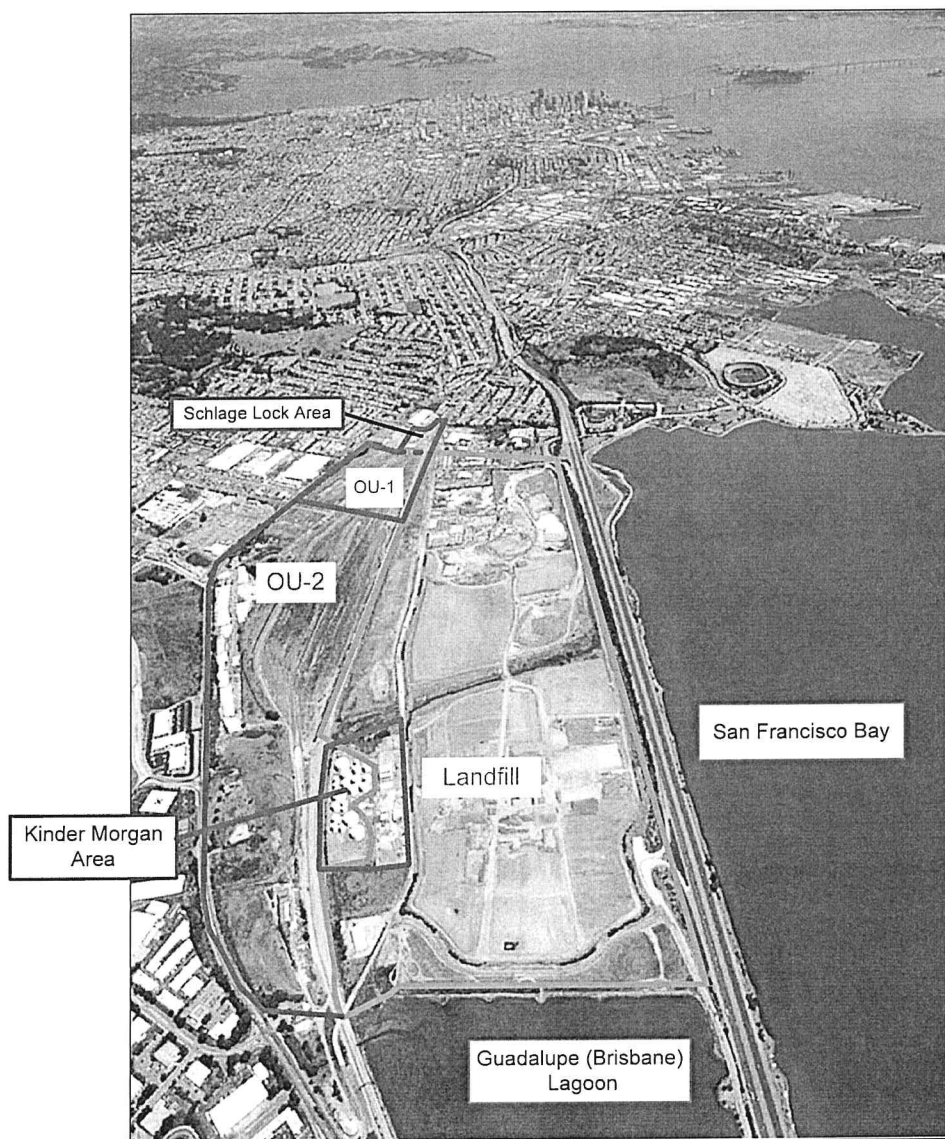 Schlage Lock Area
OU-1
OU-2
San Francisco Bay
Landfill
Kinder Morgan
Area
Guadalupe (Brisbane)
Lagoon